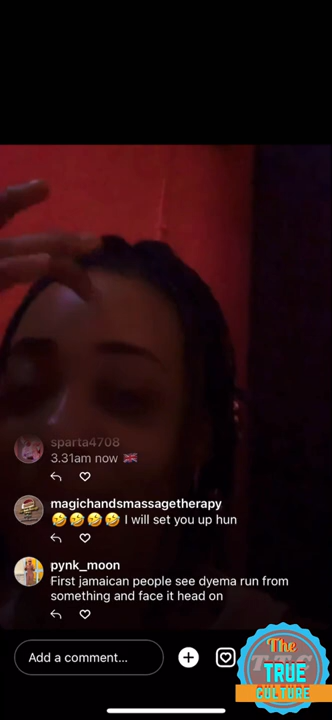 sparta4708
3.31am now 🇬🇧
magichandsmassagetherapy
🤣🤣🤣🤣 I will set you up hun
pynk_moon
First jamaican people see dyema run from
something and face it head on
Add a comment...
The
TRUE
CULTURE